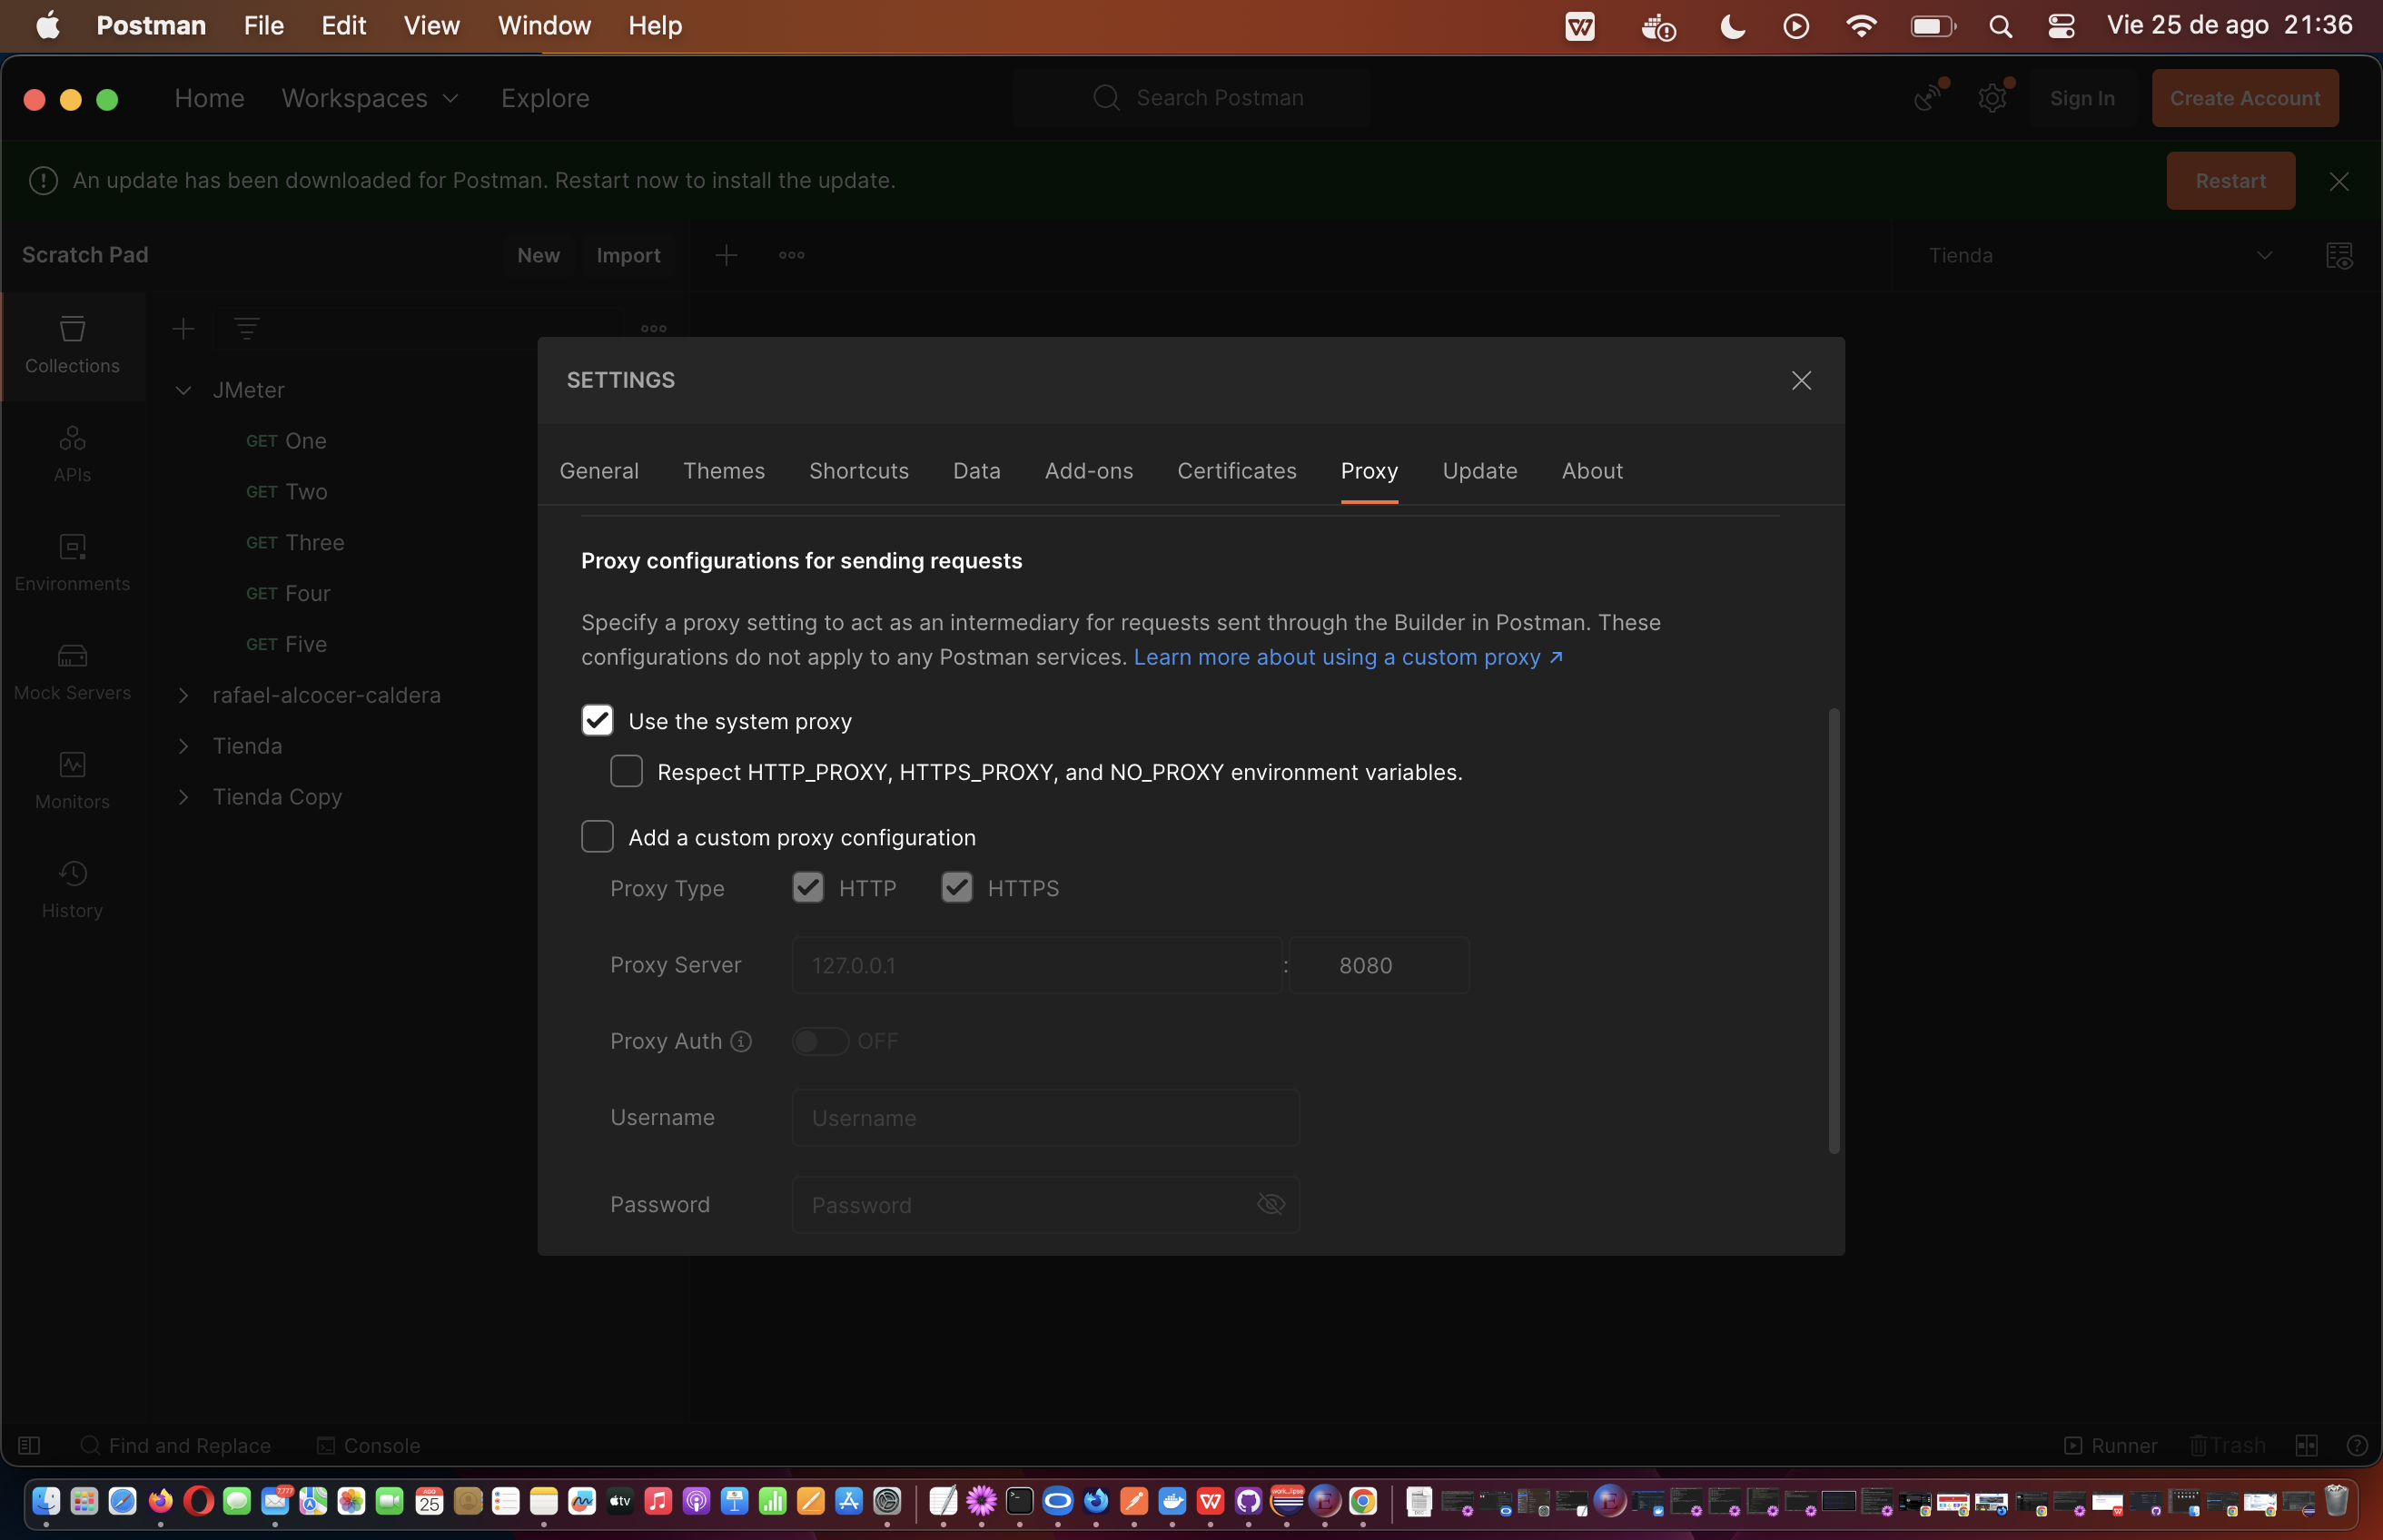 Postman File Edit View Window Help Vie 25 de ago 21:36
Home Workspaces Explore Search Postman Sign In Create Account
An update has been downloaded for Postman. Restart now to install the update. Restart
Scratch Pad New Import Tienda
Collections
APIs
Environments
Mock Servers
Monitors
History
JMeter
GET One
GET Two
GET Three
GET Four
GET Five
rafael-alcocer-caldera
Tienda
Tienda Copy
SETTINGS
General Themes Shortcuts Data Add-ons Certificates Proxy Update About
Proxy configurations for sending requests
Specify a proxy setting to act as an intermediary for requests sent through the Builder in Postman. These
configurations do not apply to any Postman services. Learn more about using a custom proxy ↗
Use the system proxy
Respect HTTP_PROXY, HTTPS_PROXY, and NO_PROXY environment variables.
Add a custom proxy configuration
Proxy Type HTTP HTTPS
Proxy Server 127.0.0.1 : 8080
Proxy Auth OFF
Username Username
Password Password
Find and Replace Console Runner Trash
7,777
AGO
25
tv